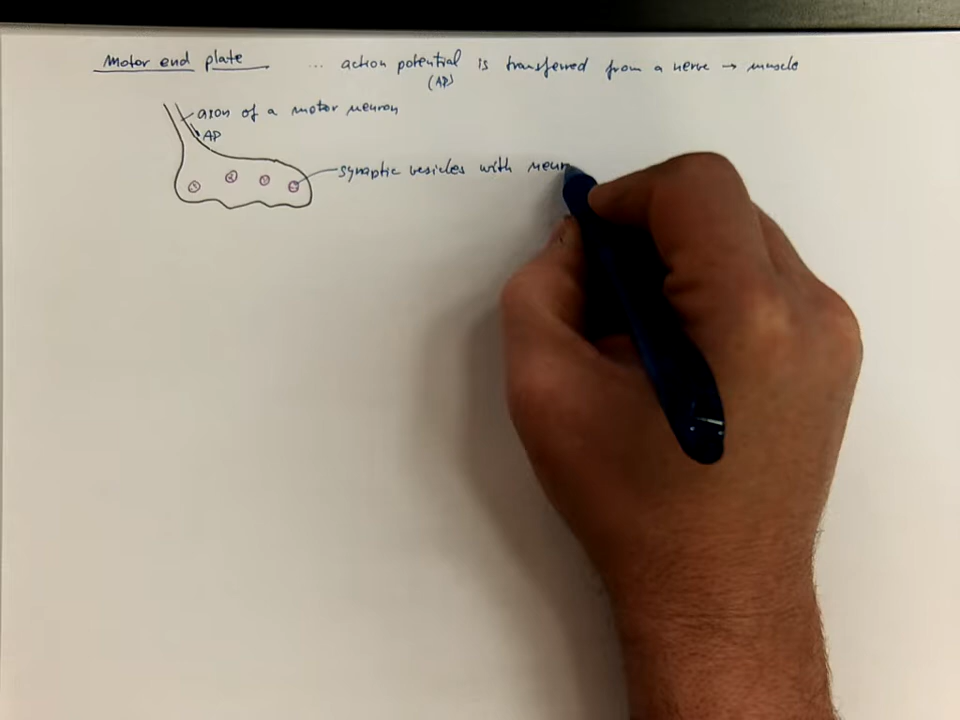 Motor end plate ... action potential is transferred from a nerve → muscle
(AP)
axon of a motor neuron
AP
synaptic vesicles with neur